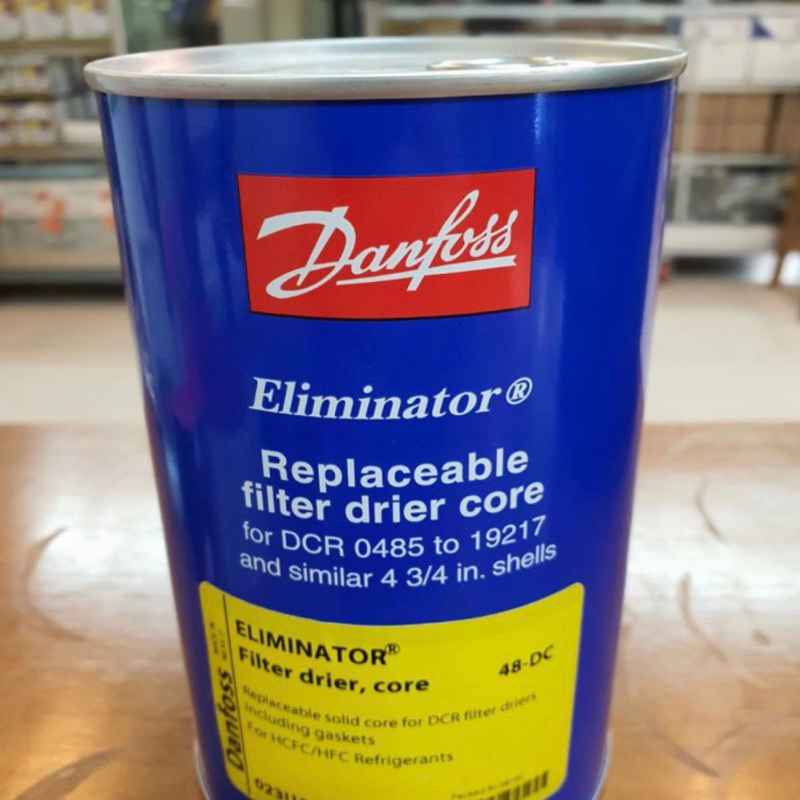 Danfoss
Eliminator®
Replaceable
filter drier core
for DCR 0485 to 19217
and similar 4 3/4 in. shells
ELIMINATOR®
Filter drier, core
48-DC
Replaceable solid core for DCR filter driers
Including gaskets
For HCFC/HFC Refrigerants
Danfoss